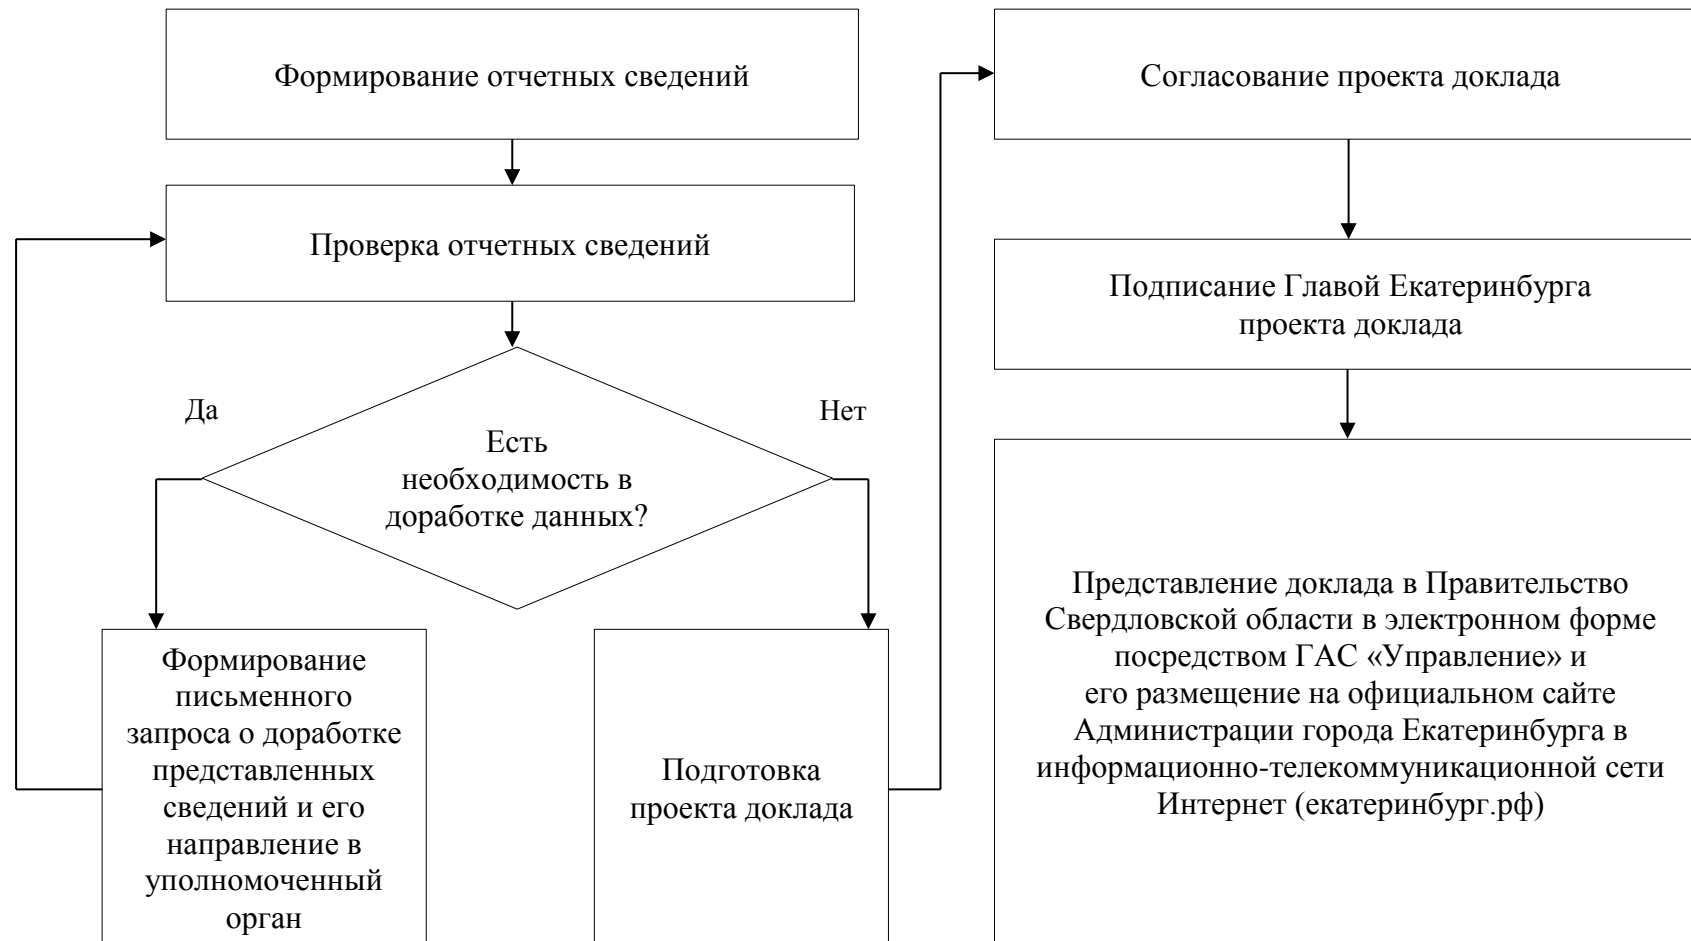 Формирование отчетных сведений
Проверка отчетных сведений
Да
Нет
Есть
необходимость в
доработке данных?
Формирование
письменного
запроса о доработке
представленных
сведений и его
направление в
уполномоченный
орган
Подготовка
проекта доклада
Согласование проекта доклада
Подписание Главой Екатеринбурга
проекта доклада
Представление доклада в Правительство
Свердловской области в электронном форме
посредством ГАС «Управление» и
его размещение на официальном сайте
Администрации города Екатеринбурга в
информационно-телекоммуникационной сети
Интернет (екатеринбург.рф)